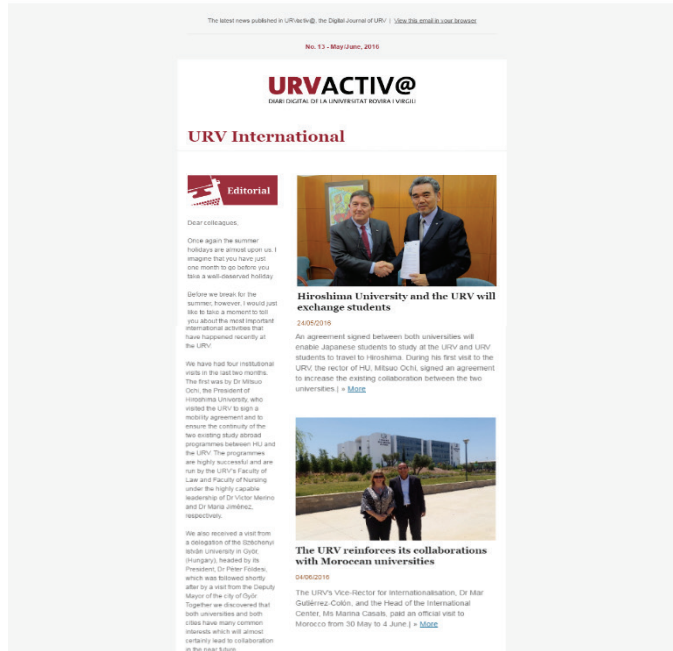 The latest news published in URVactiv@, the Digital Journal of URV | View this email in your browser
No. 13 - May/June, 2016
URVACTIV@
DIARI DIGITAL DE LA UNIVERSITAT ROVIRA I VIRGILI
URV International
Editorial
Dear colleagues,
Once again the summer
holidays are almost upon us. I
imagine that you have just
one month to go before you
take a well-deserved holiday.
Before we break for the
summer, however, I would just
like to take a moment to tell
you about the most important
international activities that
have happened recently at
the URV.
We have had four institutional
visits in the last two months.
The first was by Dr Mitsuo
Ochi, the President of
Hiroshima University, who
visited the URV to sign a
mobility agreement and to
ensure the continuity of the
two existing study abroad
programmes between HU and
the URV. The programmes
are highly successful and are
run by the URV's Faculty of
Law and Faculty of Nursing
under the highly capable
leadership of Dr Victor Merino
and Dr Maria Jiménez,
respectively.
We also received a visit from
a delegation of the Széchenyi
István University in Győr,
(Hungary), headed by its
President, Dr Péter Földesi,
which was followed shortly
after by a visit from the Deputy
Mayor of the city of Győr
Together we discovered that
both universities and both
cities have many common
interests which will almost
certainly lead to collaboration
in the near future.
Hiroshima University and the URV will
exchange students
24/05/2016
An agreement signed between both universities will
enable Japanese students to study at the URV and URV
students to travel to Hiroshima. During his first visit to the
URV, the rector of HU, Mitsuo Ochi, signed an agreement
to increase the existing collaboration between the two
universities | » More
The URV reinforces its collaborations
with Moroccan universities
04/06/2016
The URV's Vice-Rector for Internationalisation, Dr Mar
Gutiérrez-Colón, and the Head of the International
Center, Ms Marina Casals, paid an official visit to
Morocco from 30 May to 4 June.| » More